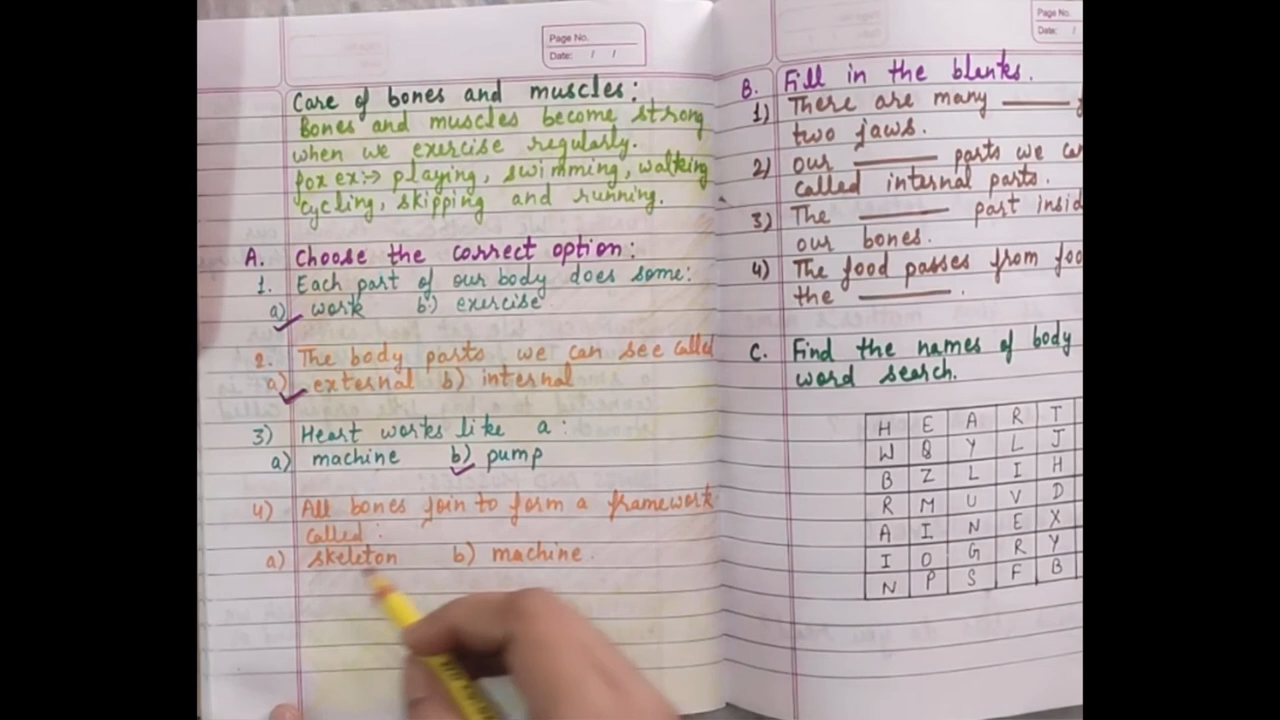 Page No.
Date: / /
Care of bones and muscles:
Bones and muscles become strong
when we exercise regularly.
for ex:-> playing, swimming, walking
cycling, skipping and running.
A. Choose the correct option:
1. Each part of our body does some:
a) work b) exercise
2. The body parts we can see called
a) external b) internal
3) Heart works like a:
a) machine b) pump
4) All bones join to form a framework
called:
a) skeleton b) machine.
Page No.
Date: /
B. Fill in the blanks.
1) There are many ______
two jaws.
2) Our ______ parts we
called internal parts.
3) The ______ part
our bones.
4) The food passes from
the ______.
C. Find the names of body
word search.
H E A R T
W Q Y L J
B Z L I H
R M U V D
A I N E X
I O G R Y
N P S F B